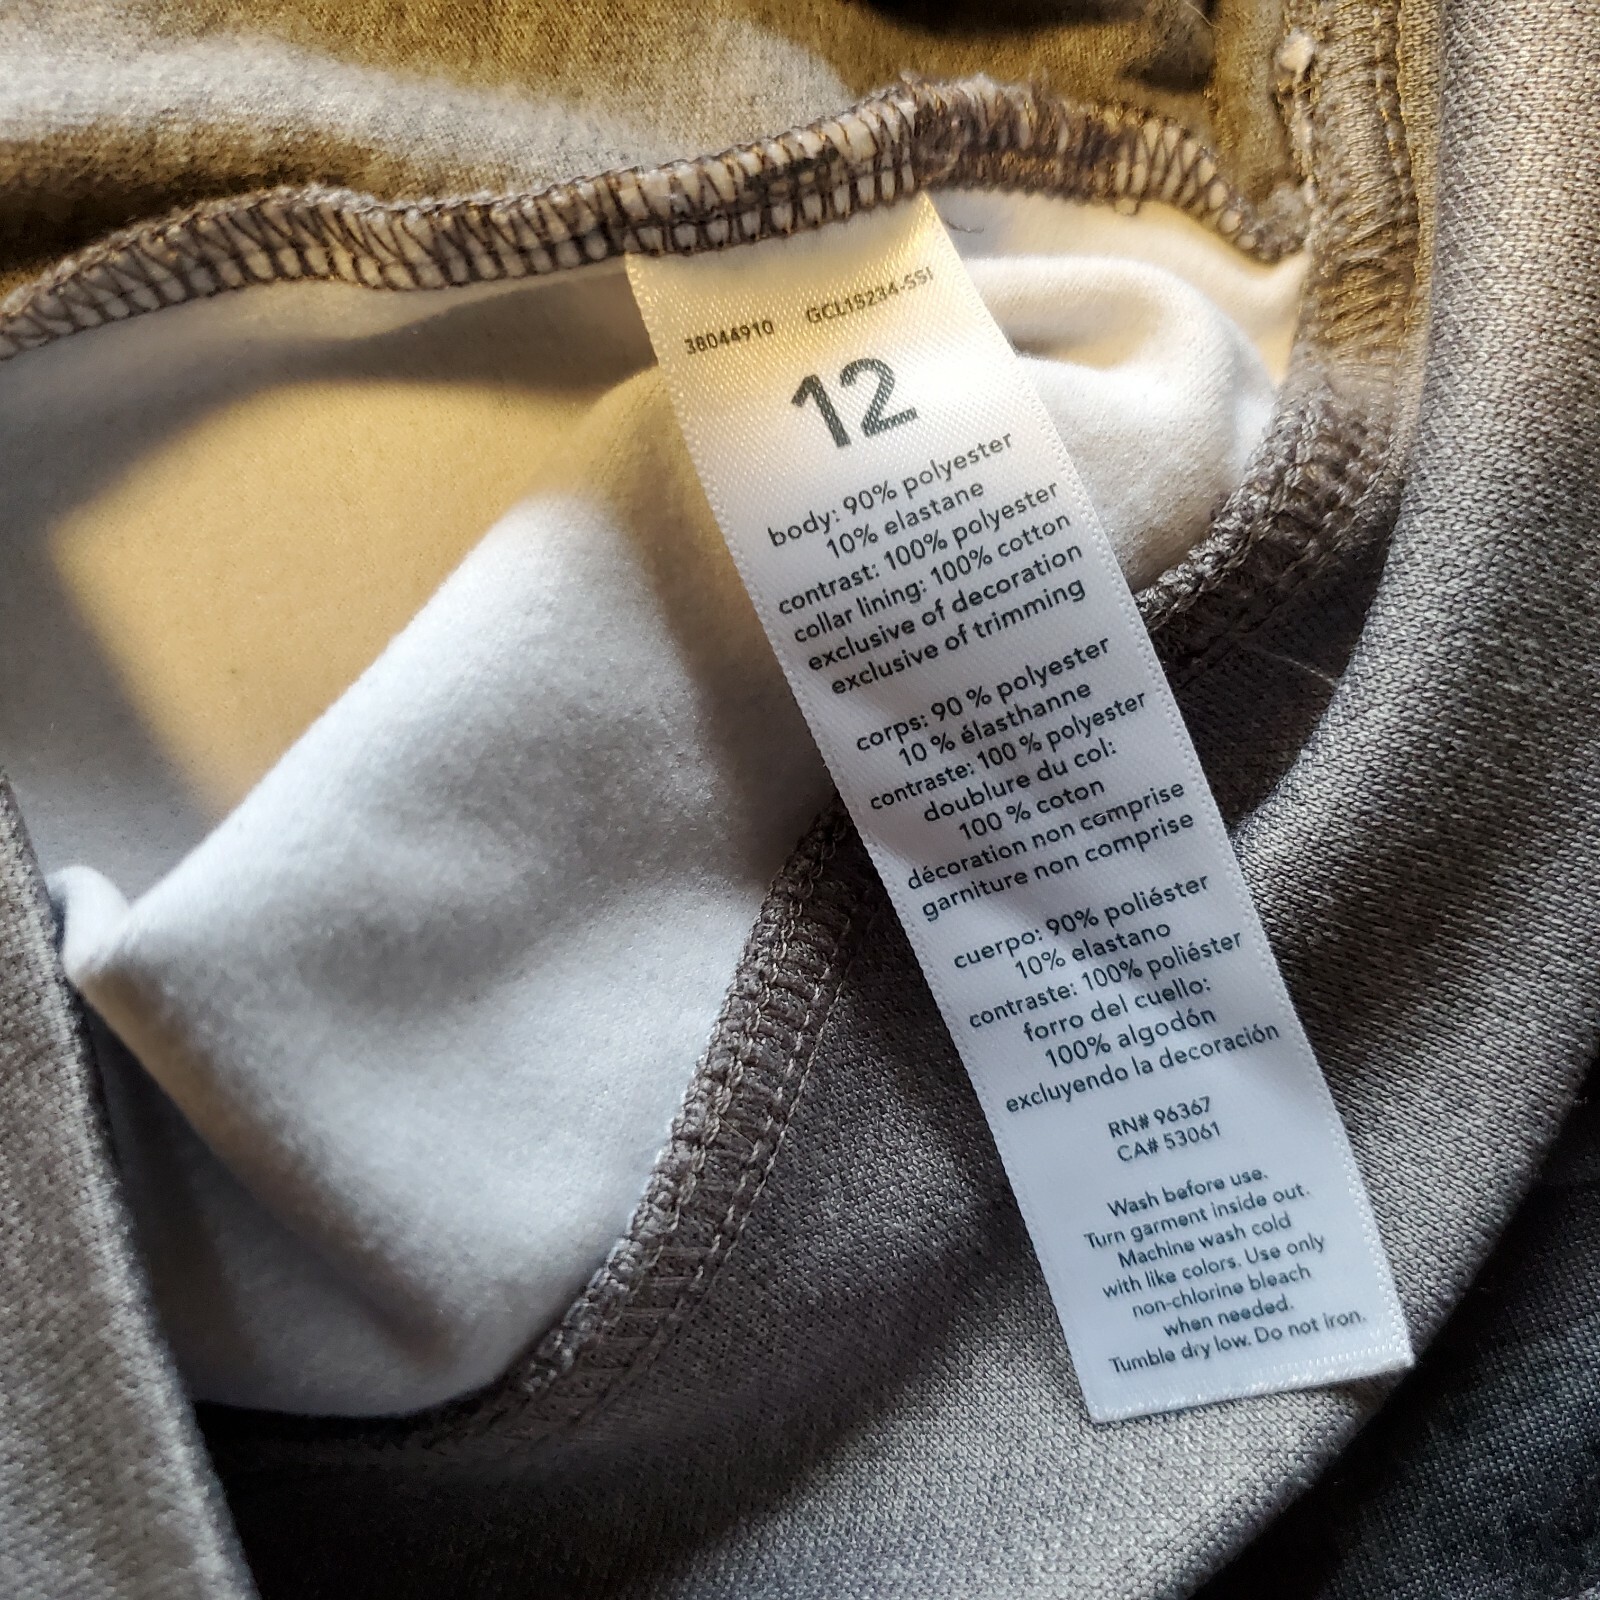 38044910 GCL1S234-SS1
12
body: 90% polyester
10% elastane
contrast: 100% polyester
collar lining: 100% cotton
exclusive of decoration
exclusive of trimming
corps: 90 % polyester
10 % élasthanne
contraste: 100 % polyester
doublure du col:
100 % coton
décoration non comprise
garniture non comprise
cuerpo: 90% poliéster
10% elastano
contraste: 100% poliéster
forro del cuello:
100% algodón
excluyendo la decoración
RN# 96367
CA# 53061
Wash before use.
Turn garment inside out.
Machine wash cold
with like colors. Use only
non-chlorine bleach
when needed.
Tumble dry low. Do not iron.